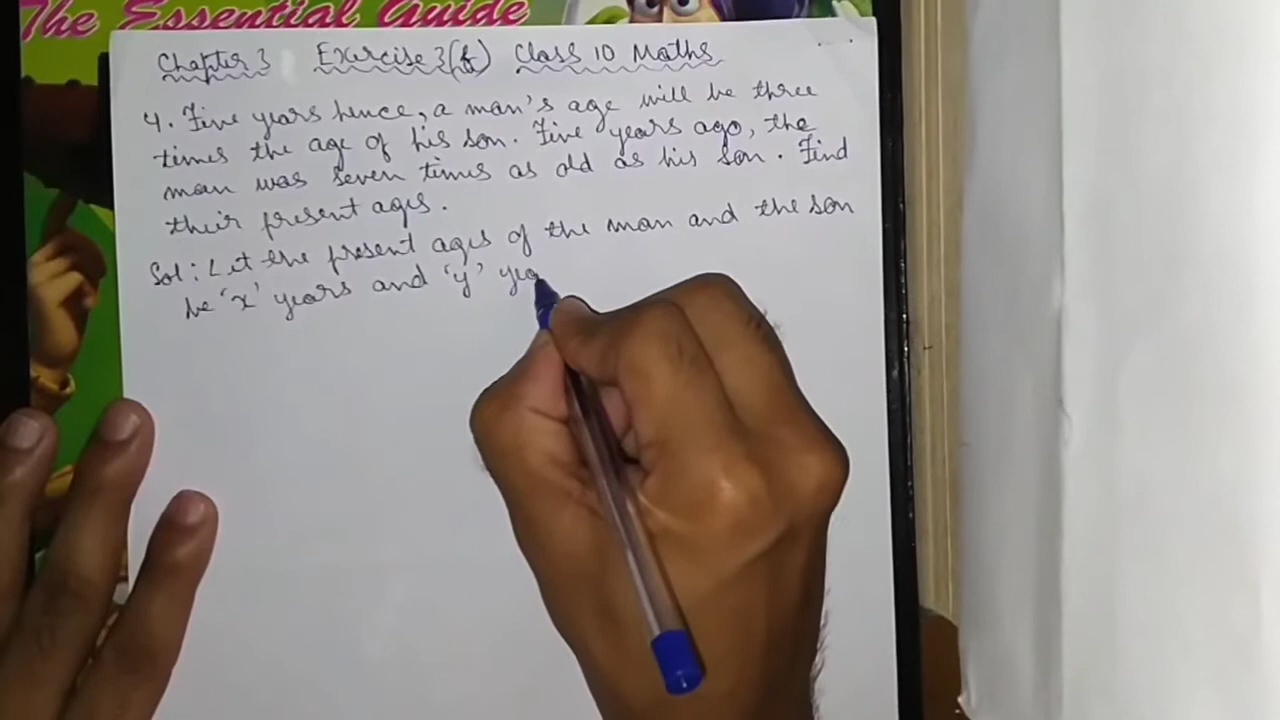 The Essential Guide
Chapter 3 Exercise 3(f) Class 10 Maths
4. Five years hence, a man's age will be three
times the age of his son. Five years ago, the
man was seven times as old as his son. Find
their present ages.
Sol: Let the present ages of the man and the son
be 'x' years and 'y' yea